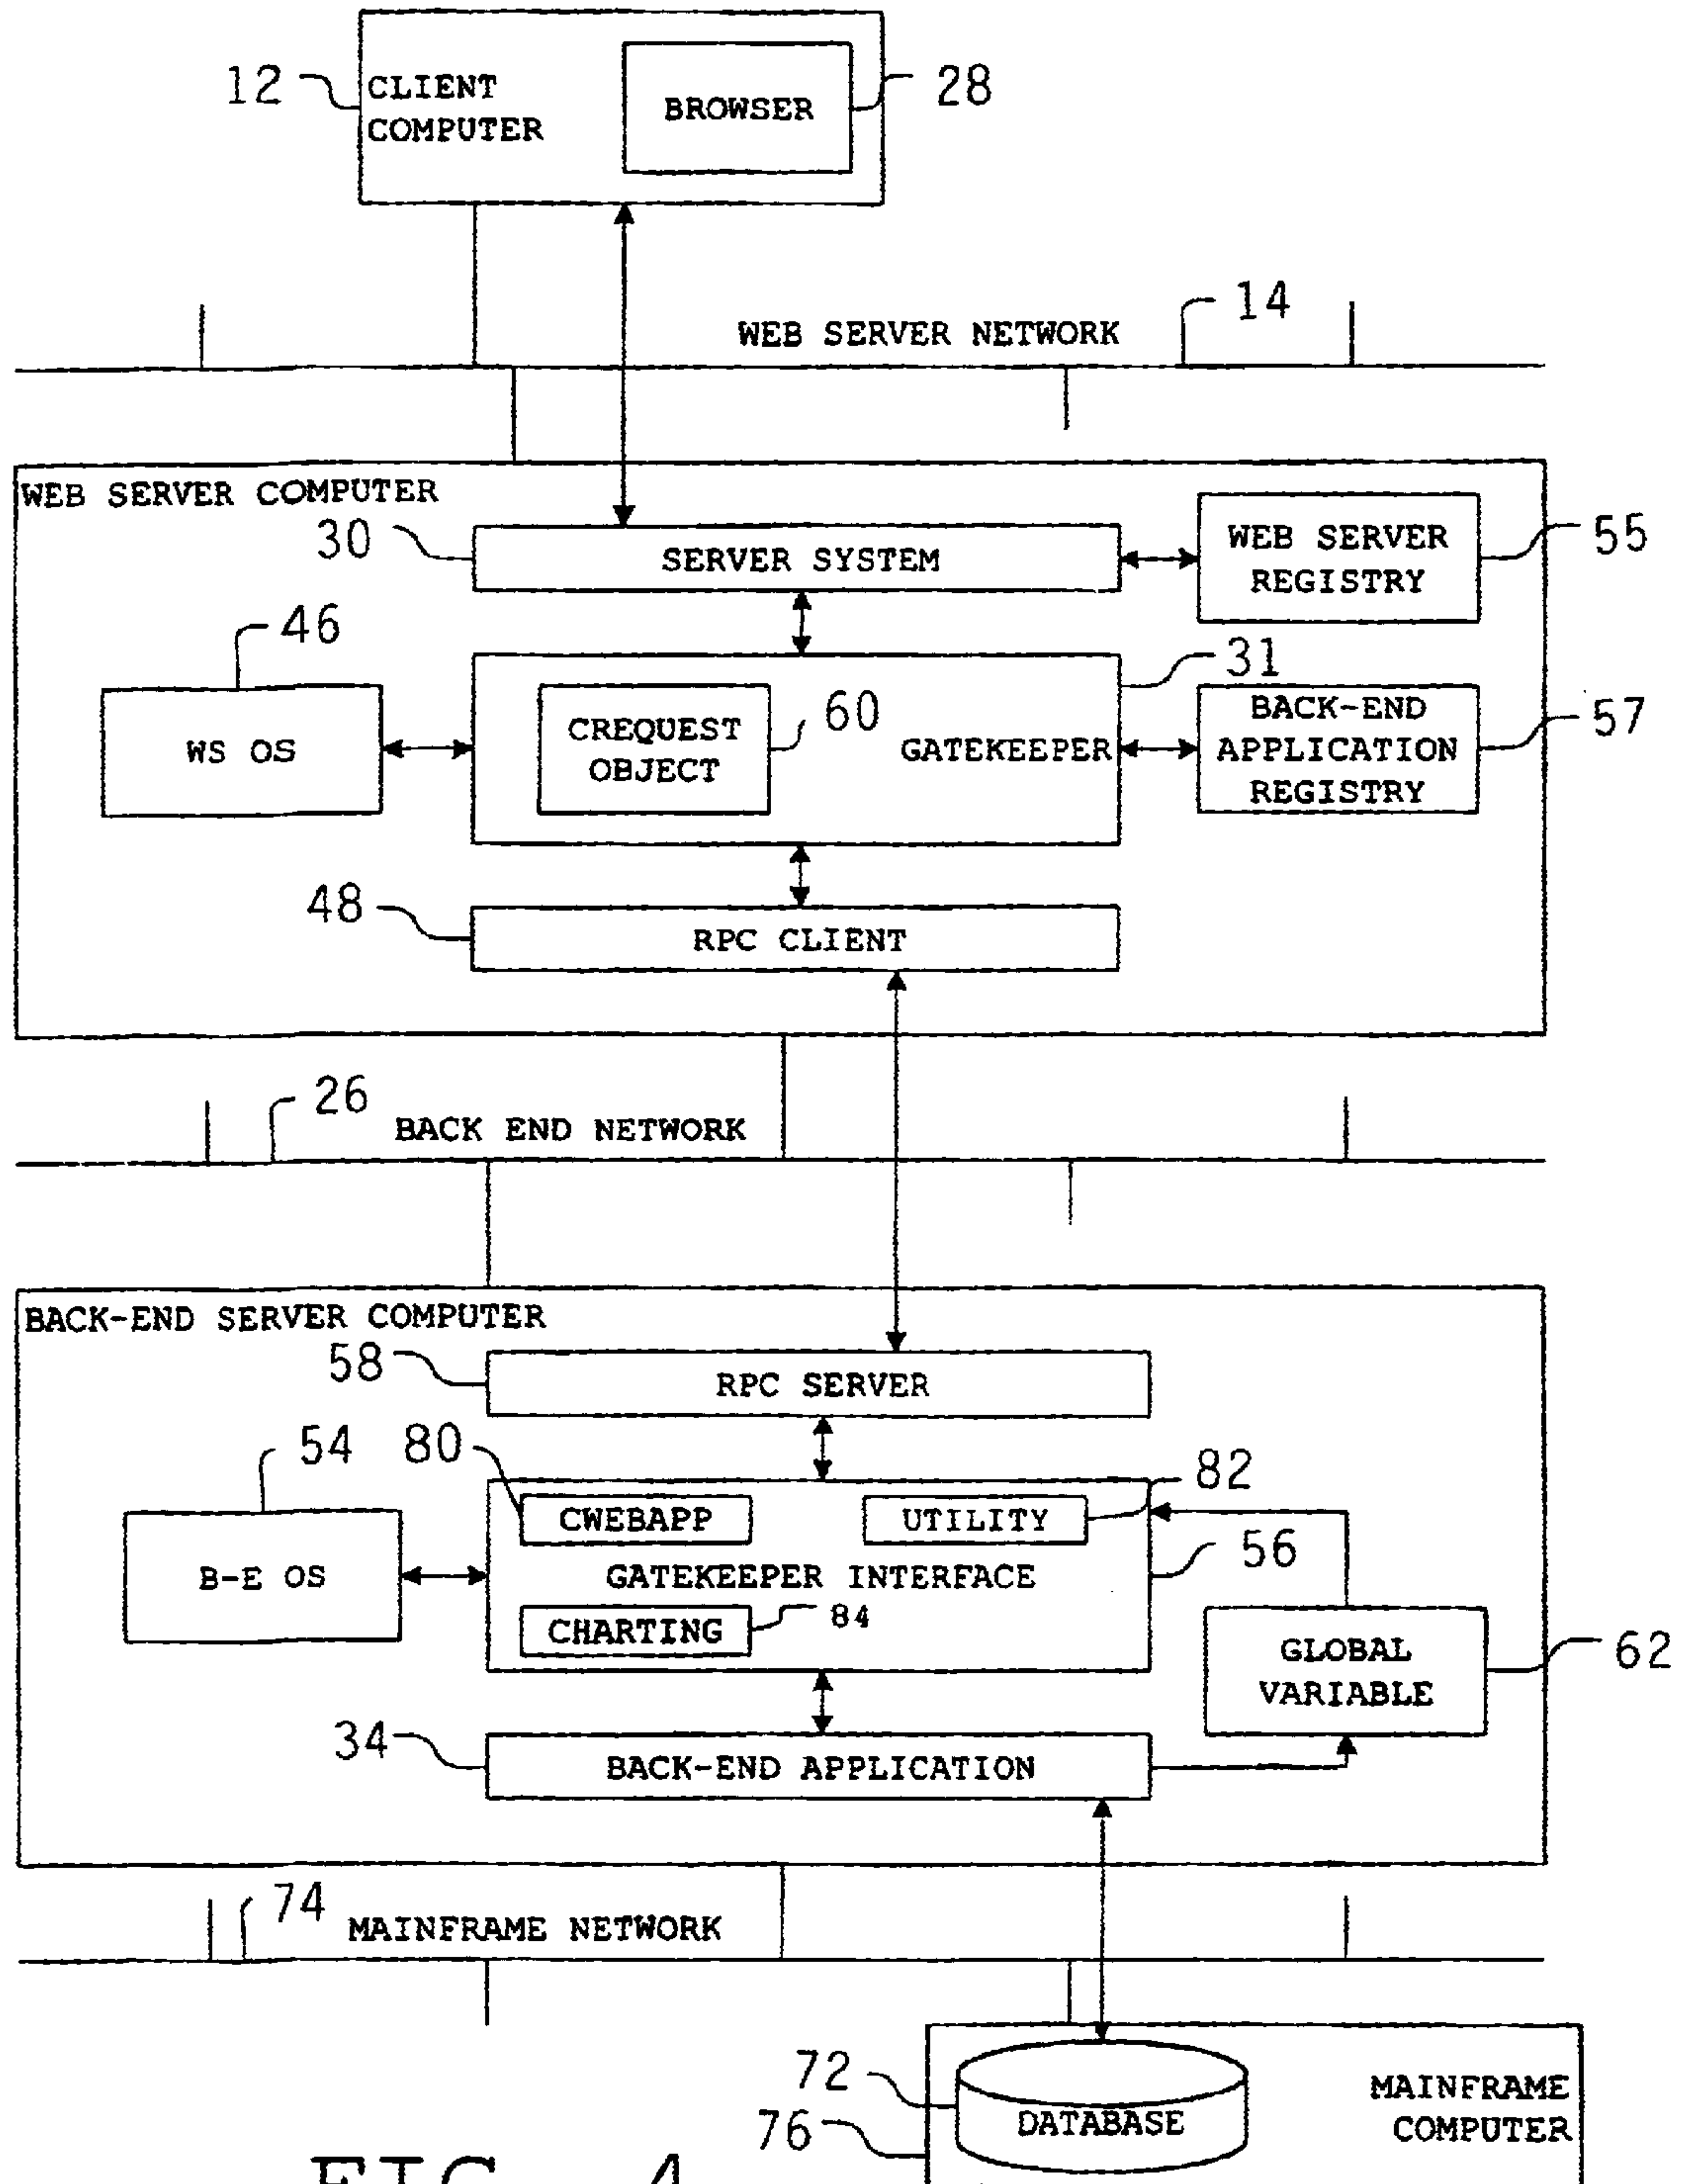 12
CLIENT
COMPUTER
BROWSER
28
14
WEB SERVER NETWORK
WEB SERVER COMPUTER
30
SERVER SYSTEM
WEB SERVER
REGISTRY
55
46
WS OS
CREQUEST
OBJECT
60
GATEKEEPER
31
BACK-END
APPLICATION
REGISTRY
57
48
RPC CLIENT
26
BACK END NETWORK
BACK-END SERVER COMPUTER
58
RPC SERVER
54
80
CWEBAPP
UTILITY
82
B-E OS
GATEKEEPER INTERFACE
56
CHARTING
84
GLOBAL
VARIABLE
62
34
BACK-END APPLICATION
74
MAINFRAME NETWORK
72
76
DATABASE
MAINFRAME
COMPUTER
FIG. 4